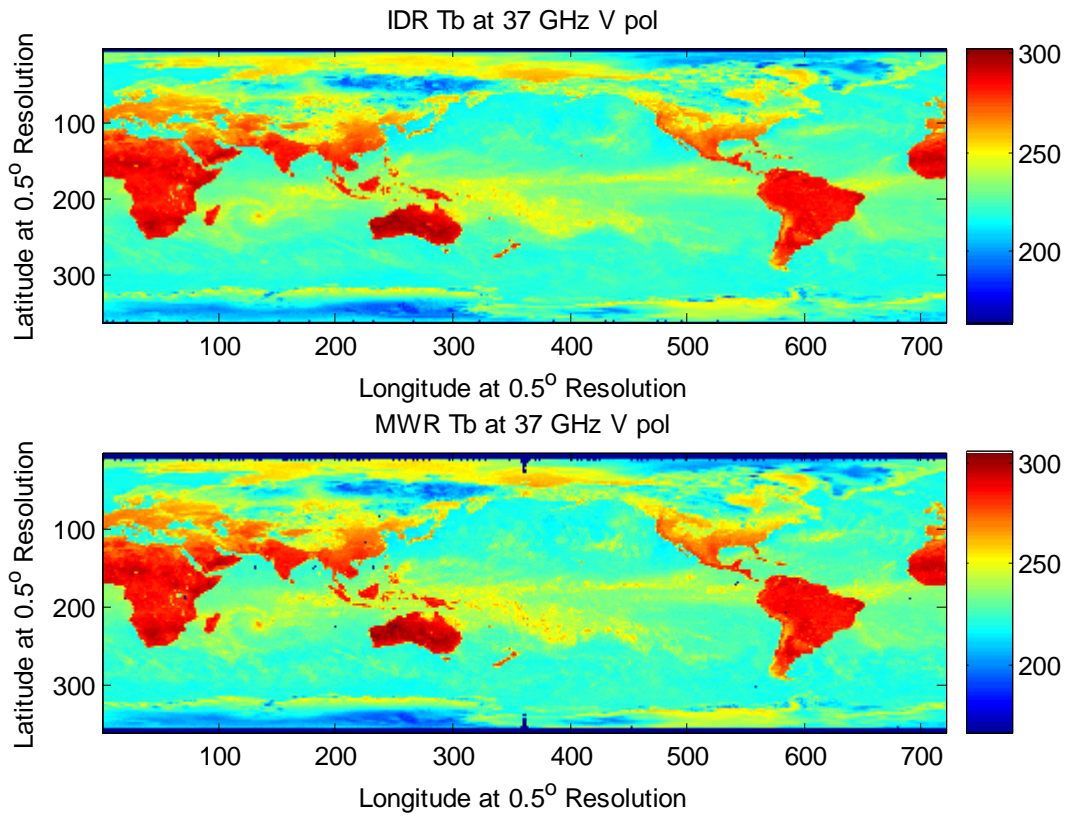 IDR Tb at 37 GHz V pol
300
250
200
100
200
300
Latitude at 0.5° Resolution
100 200 300 400 500 600 700
Longitude at 0.5° Resolution
MWR Tb at 37 GHz V pol
300
250
200
100
200
300
Latitude at 0.5° Resolution
100 200 300 400 500 600 700
Longitude at 0.5° Resolution